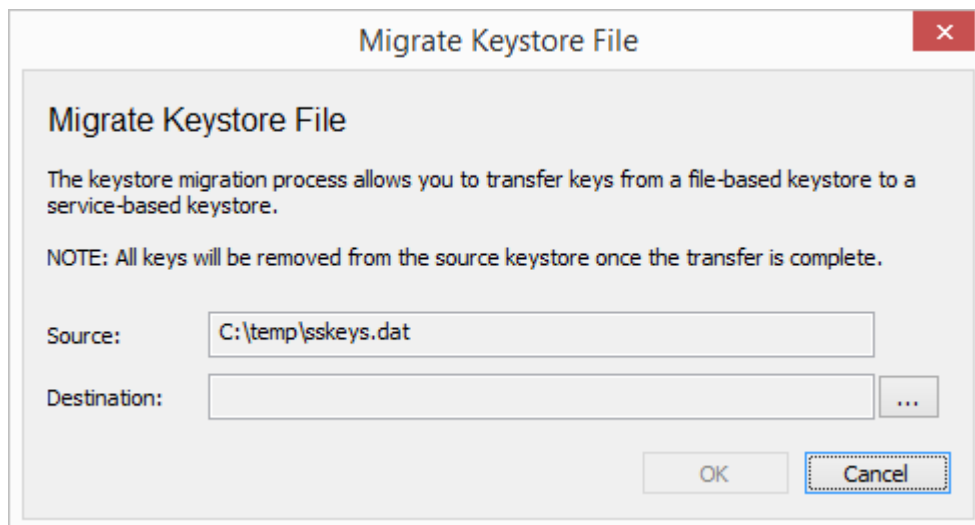 Migrate Keystore File
Migrate Keystore File
The keystore migration process allows you to transfer keys from a file-based keystore to a
service-based keystore.
NOTE: All keys will be removed from the source keystore once the transfer is complete.
Source:
C:\temp\sskeys.dat
Destination:
...
OK
Cancel